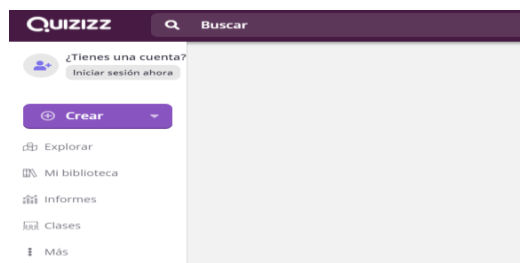 Quizizz
Buscar
¿Tienes una cuenta?
Iniciar sesión ahora
Crear
Explorar
Mi biblioteca
Informes
Clases
Más